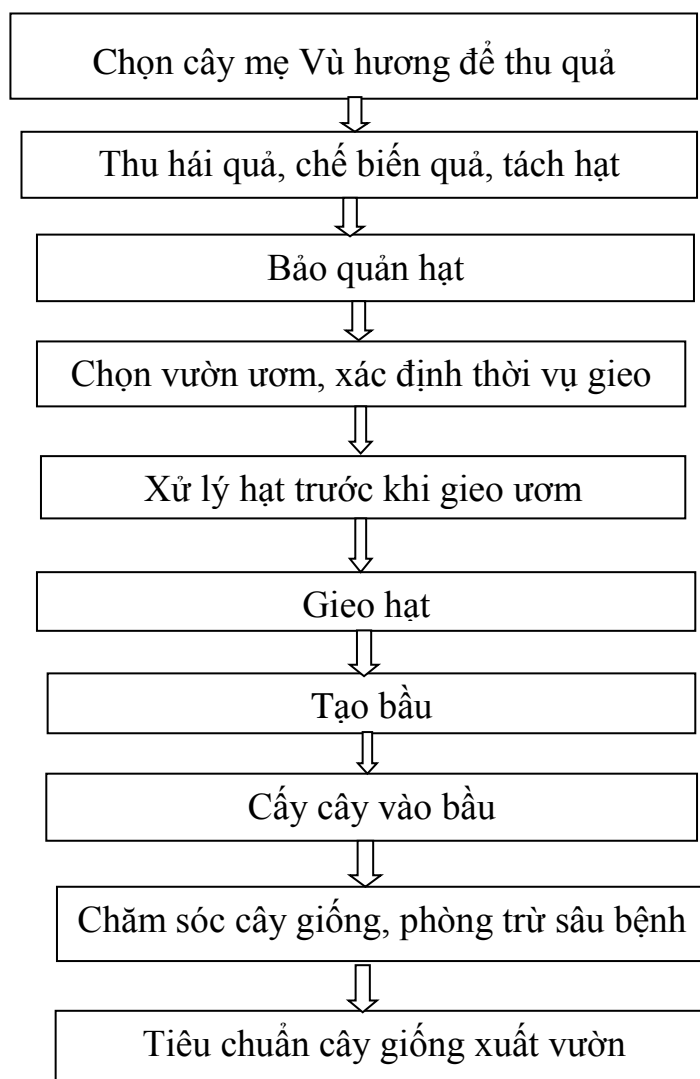 Chọn cây mẹ Vù hương để thu quả
Thu hái quả, chế biến quả, tách hạt
Bảo quản hạt
Chọn vườn ươm, xác định thời vụ gieo
Xử lý hạt trước khi gieo ươm
Gieo hạt
Tạo bầu
Cấy cây vào bầu
Chăm sóc cây giống, phòng trừ sâu bệnh
Tiêu chuẩn cây giống xuất vườn